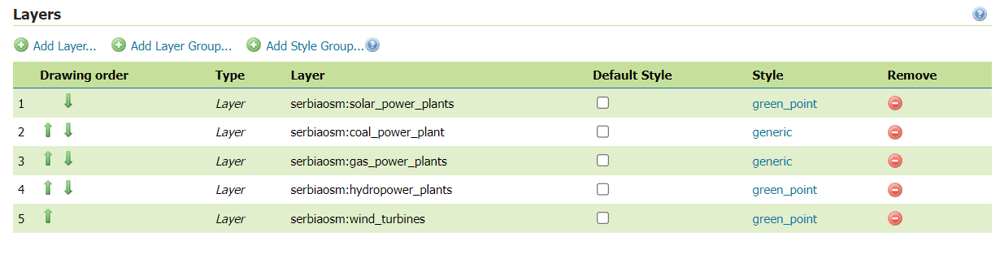 Layers
Add Layer... Add Layer Group... Add Style Group...
Drawing order Type Layer Default Style Style Remove
1 Layer serbiaosm:solar_power_plants green_point
2 Layer serbiaosm:coal_power_plant generic
3 Layer serbiaosm:gas_power_plants generic
4 Layer serbiaosm:hydropower_plants green_point
5 Layer serbiaosm:wind_turbines green_point